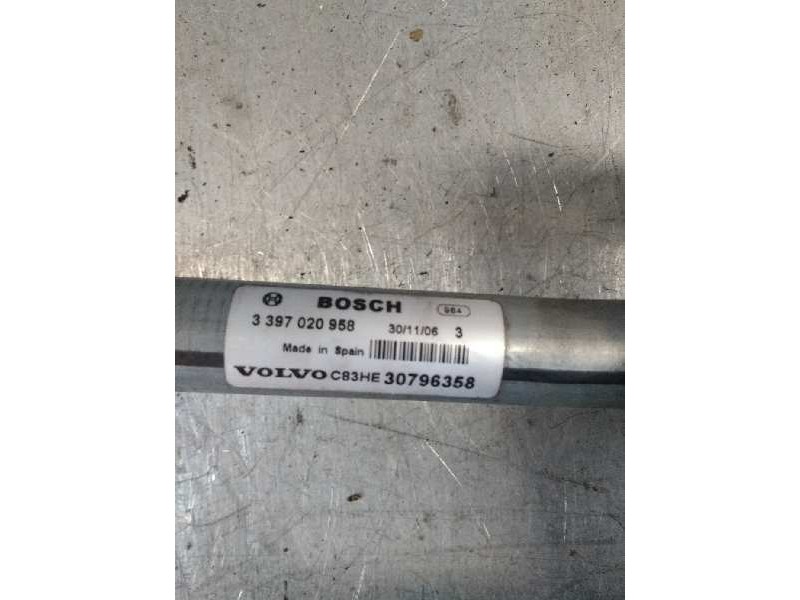 BOSCH 964
3 397 020 958 30/11/06 3
Made in Spain
VOLVO C83HE 30796358